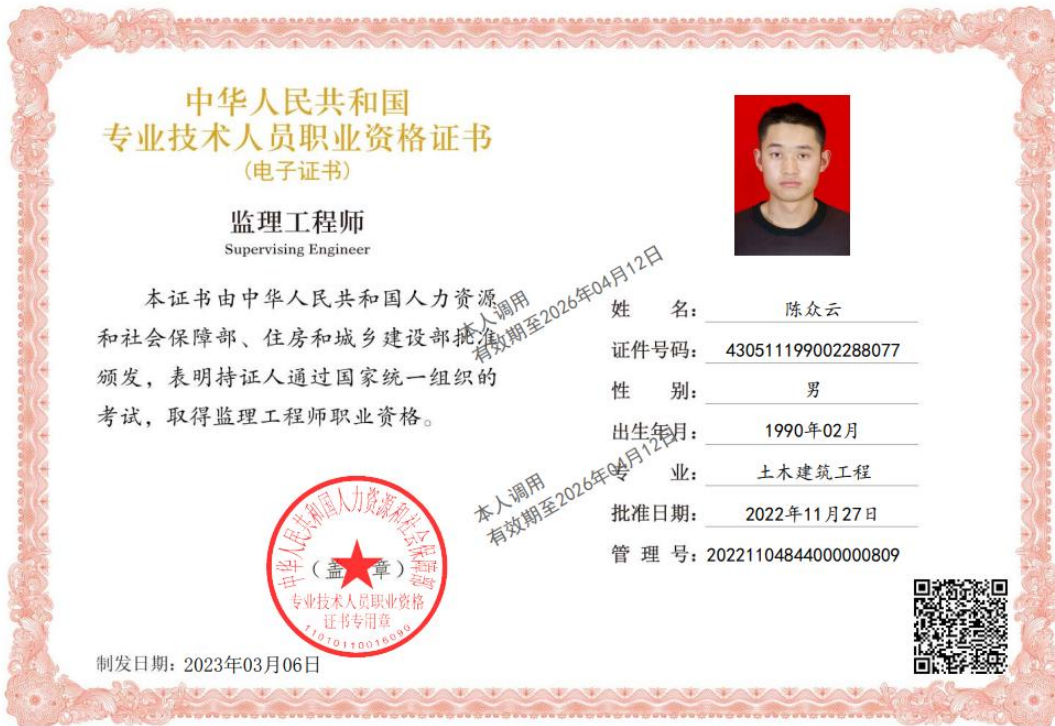 中华人民共和国
专业技术人员职业资格证书
(电子证书)
监理工程师
Supervising Engineer
本证书由中华人民共和国人力资源
和社会保障部、住房和城乡建设部批准
颁发，表明持证人通过国家统一组织的
考试，取得监理工程师职业资格。
本人调用
有效期至2026年04月12日
姓 名： 陈众云
证件号码： 430511199002288077
性 别： 男
出生年月： 1990年02月
专 业： 土木建筑工程
批准日期： 2022年11月27日
管 理 号： 20221104844000000809
本人调用
有效期至2026年04月12日
中华人民共和国人力资源和社会保障部
（盖 章）
专业技术人员职业资格
证书专用章
11010110016090
制发日期：2023年03月06日